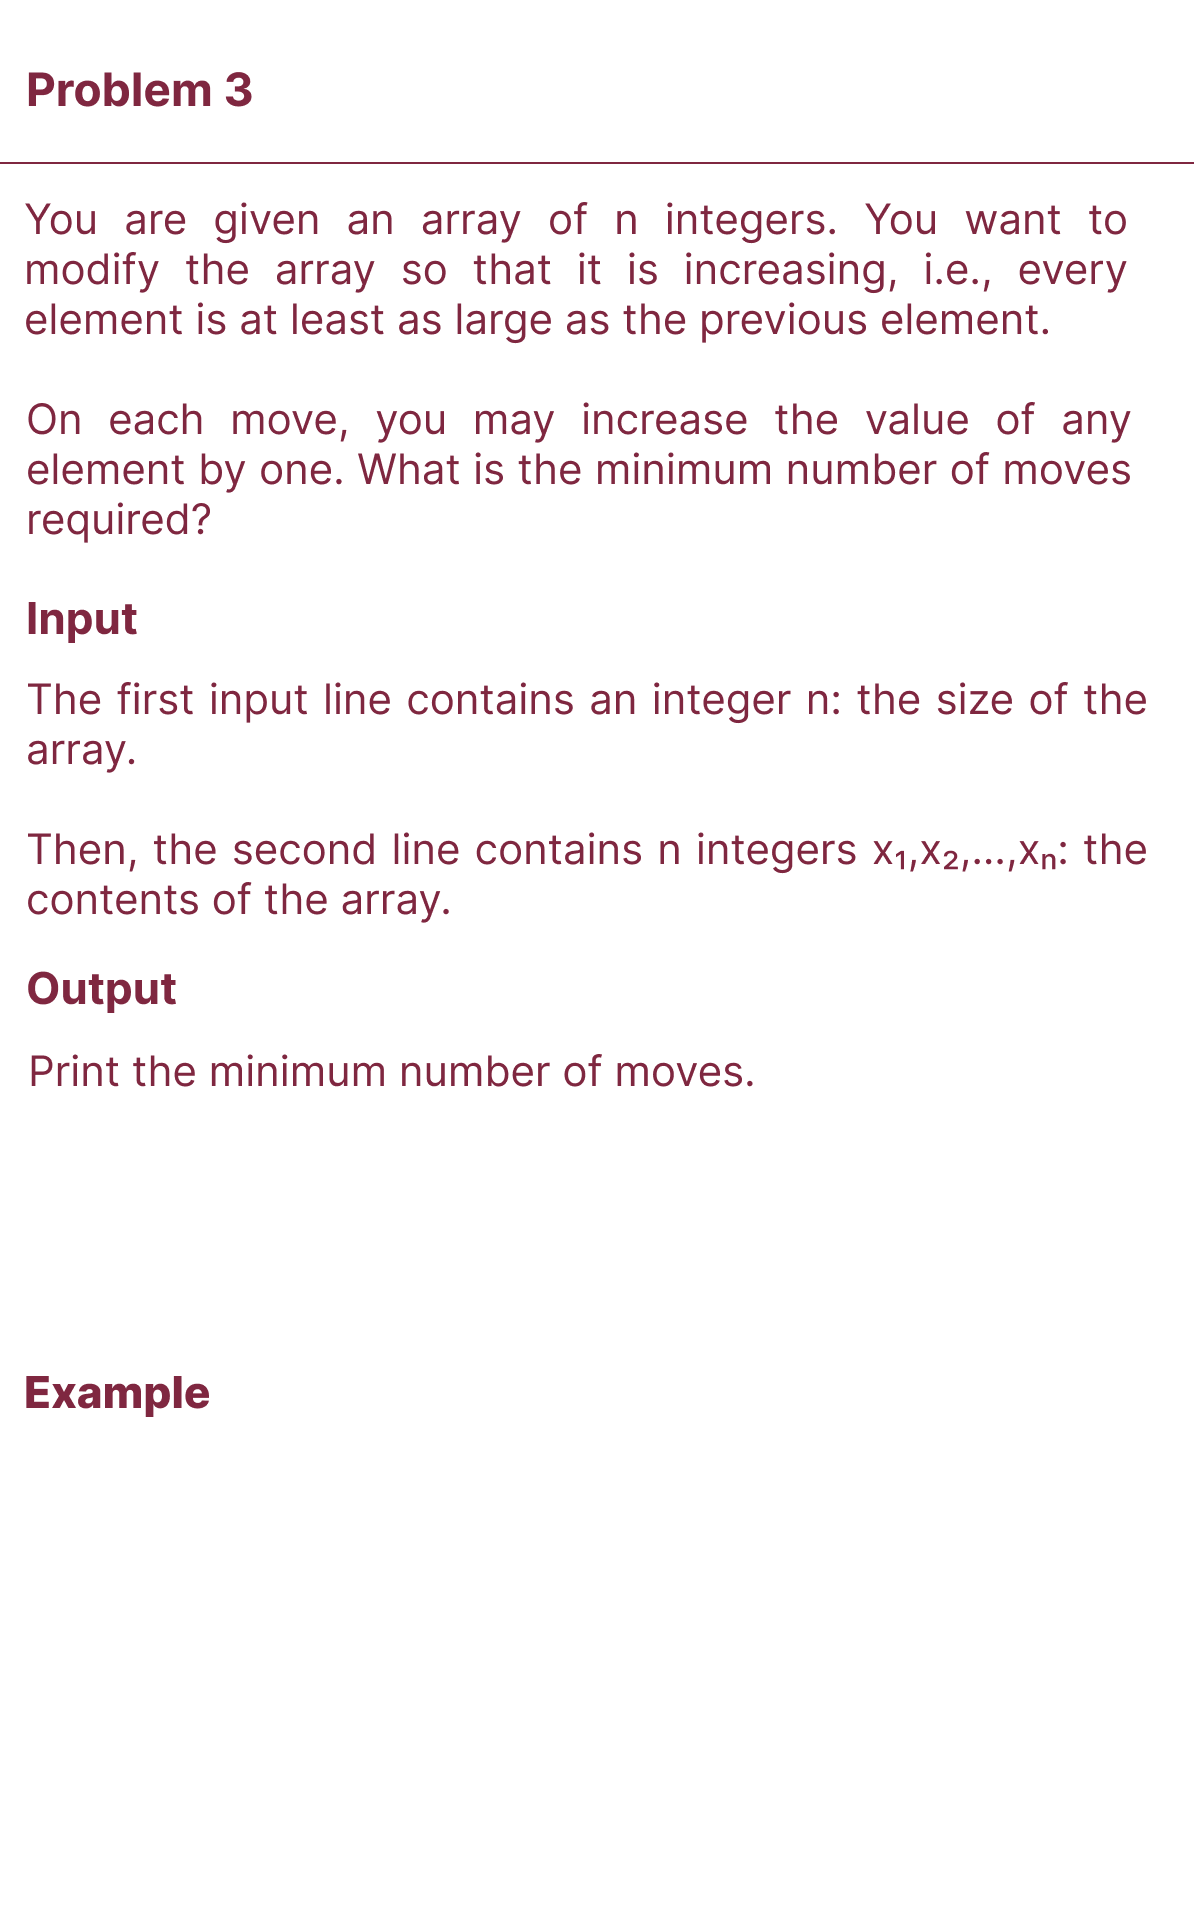 Problem 3
You are given an array of n integers. You want to
modify the array so that it is increasing, i.e., every
element is at least as large as the previous element.
On each move, you may increase the value of any
element by one. What is the minimum number of moves
required?
Input
The first input line contains an integer n: the size of the
array.
Then, the second line contains n integers x₁,x₂,...,xₙ: the
contents of the array.
Output
Print the minimum number of moves.
Example